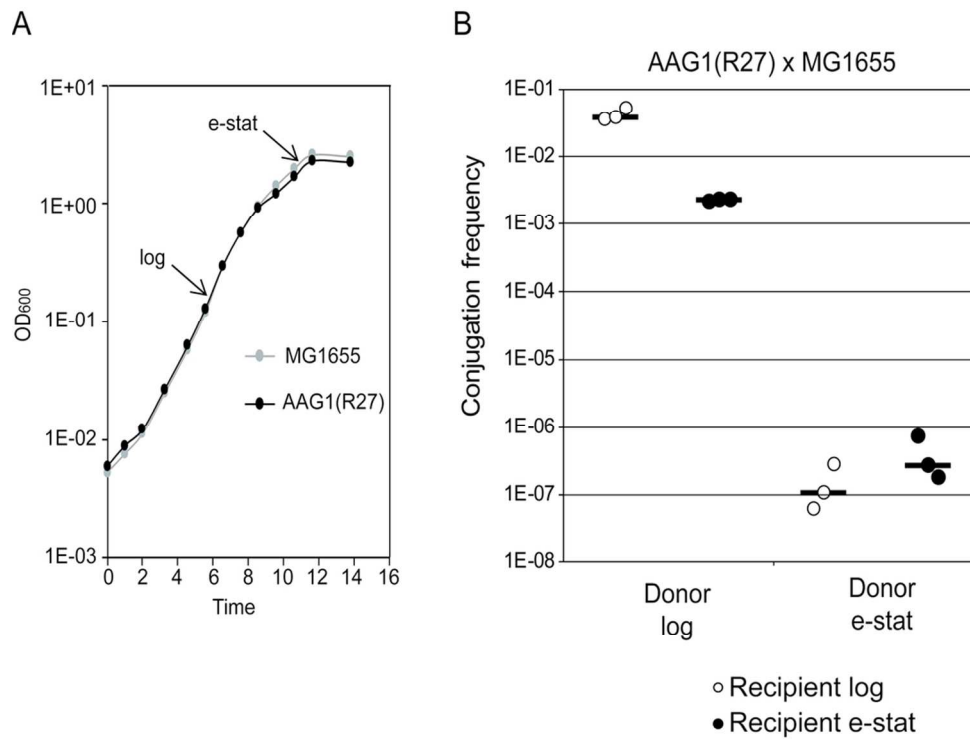 A
1E+01
1E+00
1E-01
1E-02
1E-03
OD600
e-stat
log
MG1655
AAG1(R27)
0 2 4 6 8 10 12 14 16
Time
B
AAG1(R27) x MG1655
1E-01
1E-02
1E-03
1E-04
1E-05
1E-06
1E-07
1E-08
Conjugation frequency
Donor
log
Donor
e-stat
Recipient log
Recipient e-stat